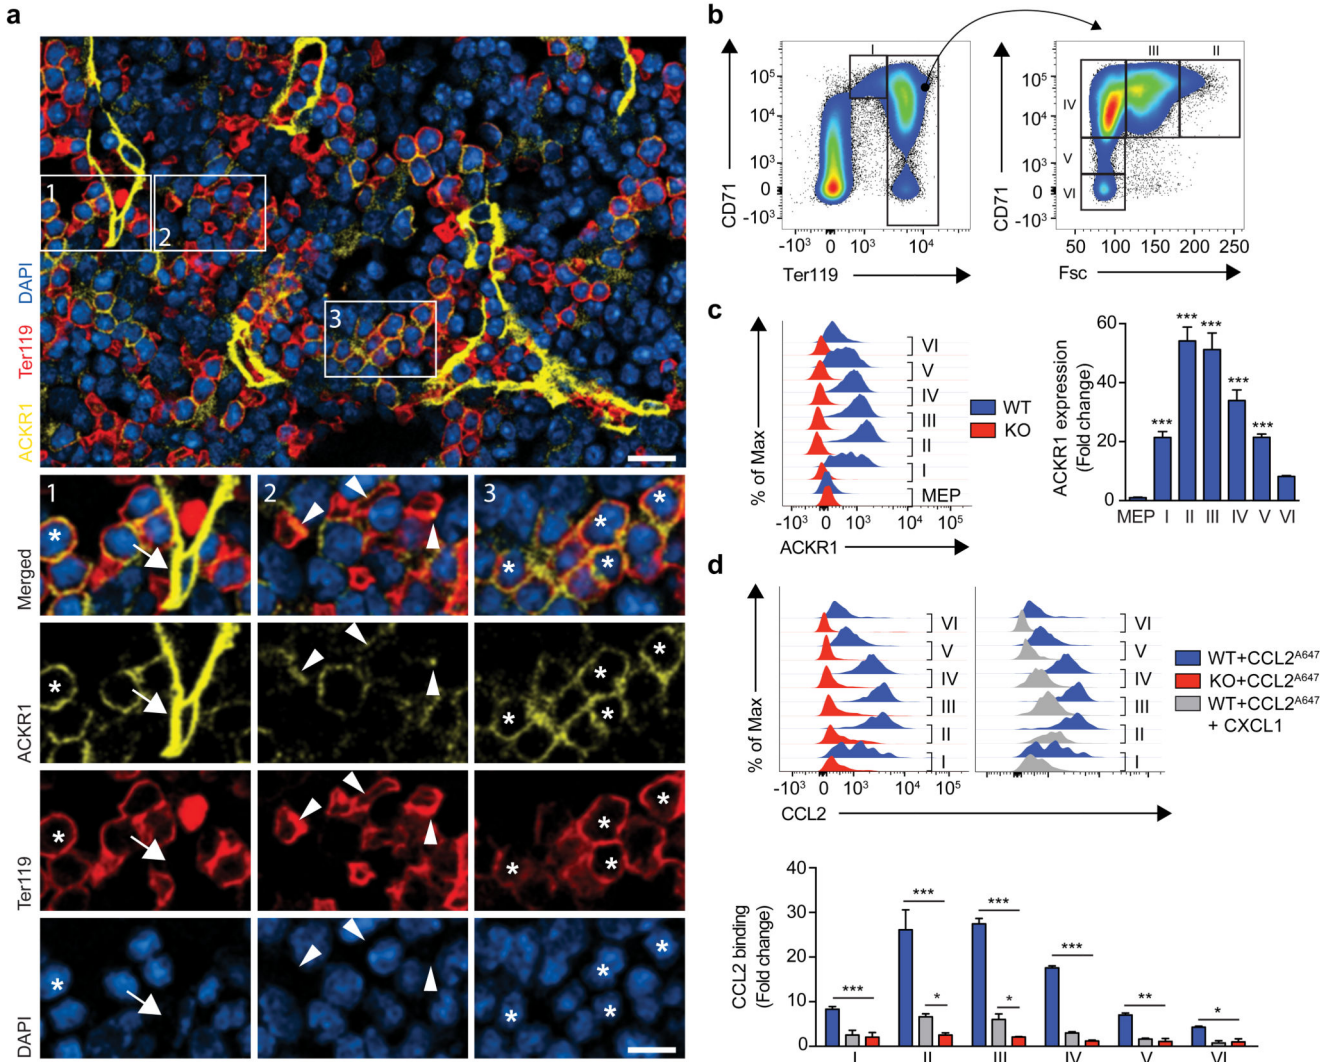 a
ACKR1 Ter119 DAPI
1
2
3
1
2
3
Merged
*
*
*
*
*
ACKR1
*
*
*
*
Ter119
*
*
*
*
*
DAPI
*
*
*
*
*
b
CD71
10⁵
10⁴
10³
0
-10³
I
-10³ 0 10³ 10⁴
Ter119
CD71
10⁵
10⁴
10³
0
-10³
III II
IV
V
VI
50 100 150 200 250
Fsc
c
% of Max
VI
V
IV
III
II
I
MEP
-10³ 0 10³ 10⁴ 10⁵
ACKR1
WT
KO
ACKR1 expression
(Fold change)
60
40
20
0
*** *** *** *** ***
MEP I II III IV V VI
d
% of Max
VI
V
IV
III
II
I
-10³ 0 10³ 10⁴ 10⁵
VI
V
IV
III
II
I
CCL2
WT+CCL2ᴬ⁶⁴⁷
KO+CCL2ᴬ⁶⁴⁷
WT+CCL2ᴬ⁶⁴⁷
+ CXCL1
CCL2 binding
(Fold change)
40
30
20
10
0
*** *** *** *** ** *
* *
I II III IV V VI